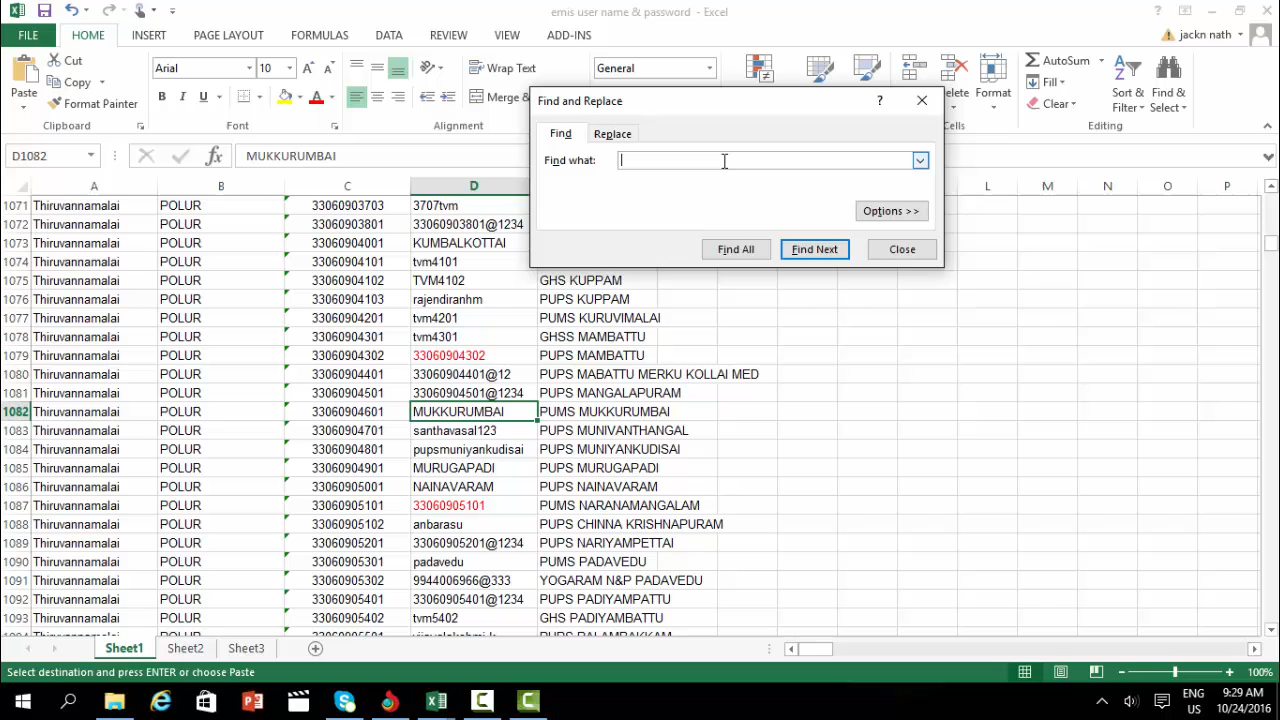 emis user name & password - Excel
FILE HOME INSERT PAGE LAYOUT FORMULAS DATA REVIEW VIEW ADD-INS jackn nath
Cut
Copy
Format Painter
Paste
Clipboard
Arial 10
B I U
Font
Wrap Text
Merge &
Alignment
General
Cells
Format
AutoSum
Fill
Clear
Sort & Filter
Find & Select
Editing
Find and Replace
Find Replace
Find what:
Options >>
Find All Find Next Close
D1082 MUKKURUMBAI
A B C D L M N O P
1071 Thiruvannamalai POLUR 33060903703 3707tvm
1072 Thiruvannamalai POLUR 33060903801 33060903801@1234
1073 Thiruvannamalai POLUR 33060904001 KUMBALKOTTAI
1074 Thiruvannamalai POLUR 33060904101 tvm4101
1075 Thiruvannamalai POLUR 33060904102 TVM4102 GHS KUPPAM
1076 Thiruvannamalai POLUR 33060904103 rajendiranhm PUPS KUPPAM
1077 Thiruvannamalai POLUR 33060904201 tvm4201 PUMS KURUVIMALAI
1078 Thiruvannamalai POLUR 33060904301 tvm4301 GHSS MAMBATTU
1079 Thiruvannamalai POLUR 33060904302 33060904302 PUPS MAMBATTU
1080 Thiruvannamalai POLUR 33060904401 33060904401@12 PUPS MABATTU MERKU KOLLAI MED
1081 Thiruvannamalai POLUR 33060904501 33060904501@1234 PUPS MANGALAPURAM
1082 Thiruvannamalai POLUR 33060904601 MUKKURUMBAI PUMS MUKKURUMBAI
1083 Thiruvannamalai POLUR 33060904701 santhavasal123 PUPS MUNIVANTHANGAL
1084 Thiruvannamalai POLUR 33060904801 pupsmuniyankudisai PUPS MUNIYANKUDISAI
1085 Thiruvannamalai POLUR 33060904901 MURUGAPADI PUPS MURUGAPADI
1086 Thiruvannamalai POLUR 33060905001 NAINAVARAM PUPS NAINAVARAM
1087 Thiruvannamalai POLUR 33060905101 33060905101 PUMS NARANAMANGALAM
1088 Thiruvannamalai POLUR 33060905102 anbarasu PUPS CHINNA KRISHNAPURAM
1089 Thiruvannamalai POLUR 33060905201 33060905201@1234 PUPS NARIYAMPETTAI
1090 Thiruvannamalai POLUR 33060905301 padavedu PUMS PADAVEDU
1091 Thiruvannamalai POLUR 33060905302 9944006966@333 YOGARAM N&P PADAVEDU
1092 Thiruvannamalai POLUR 33060905401 33060905401@1234 PUPS PADIYAMPATTU
1093 Thiruvannamalai POLUR 33060905402 tvm5402 GHS PADIYAMBATTU
Sheet1 Sheet2 Sheet3
Select destination and press ENTER or choose Paste 100%
ENG 9:29 AM
US 10/24/2016